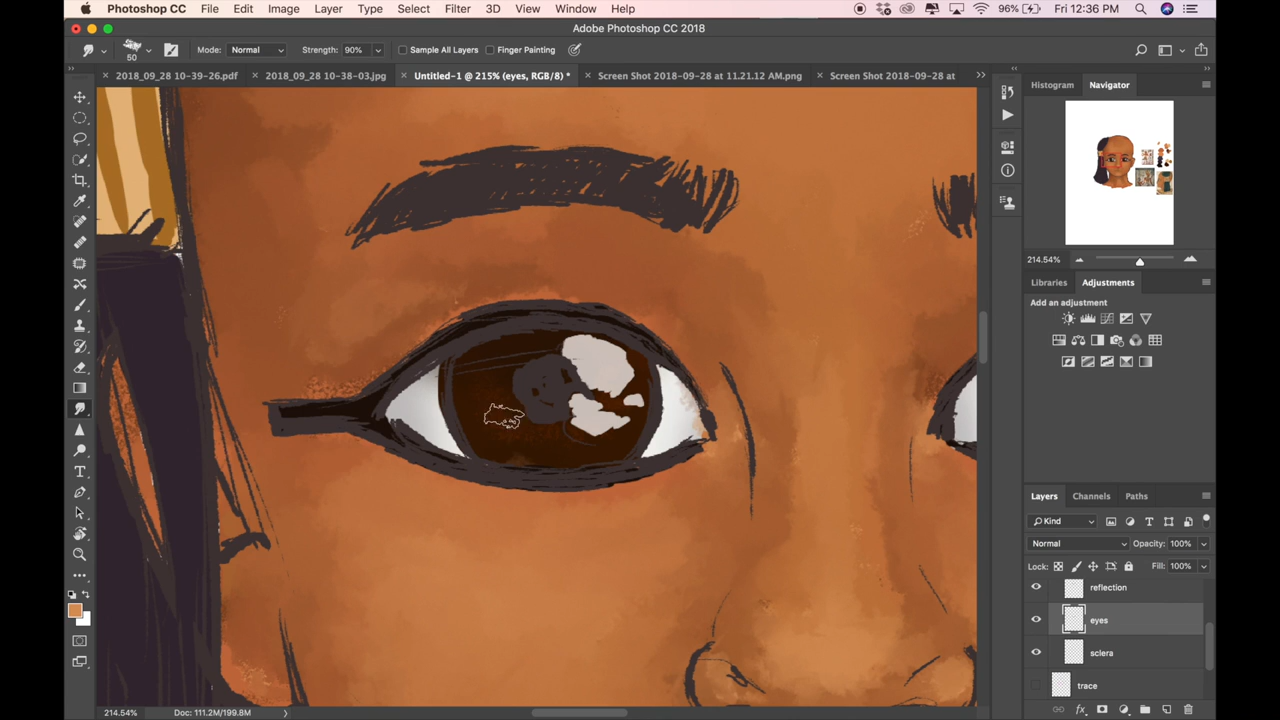 Photoshop CC File Edit Image Layer Type Select Filter 3D View Window Help 96% Fri 12:36 PM
Adobe Photoshop CC 2018
50 Mode: Normal Strength: 90% Sample All Layers Finger Painting
2018_09_28 10-39-26.pdf 2018_09_28 10-38-03.jpg Untitled-1 @ 215% (eyes, RGB/8) * Screen Shot 2018-09-28 at 11.21.12 AM.png Screen Shot 2018-09-28 at
Histogram Navigator
214.54%
Libraries Adjustments
Add an adjustment
Layers Channels Paths
Kind
Normal Opacity: 100%
Lock: Fill: 100%
reflection
eyes
sclera
trace
214.54% Doc: 111.2M/199.8M